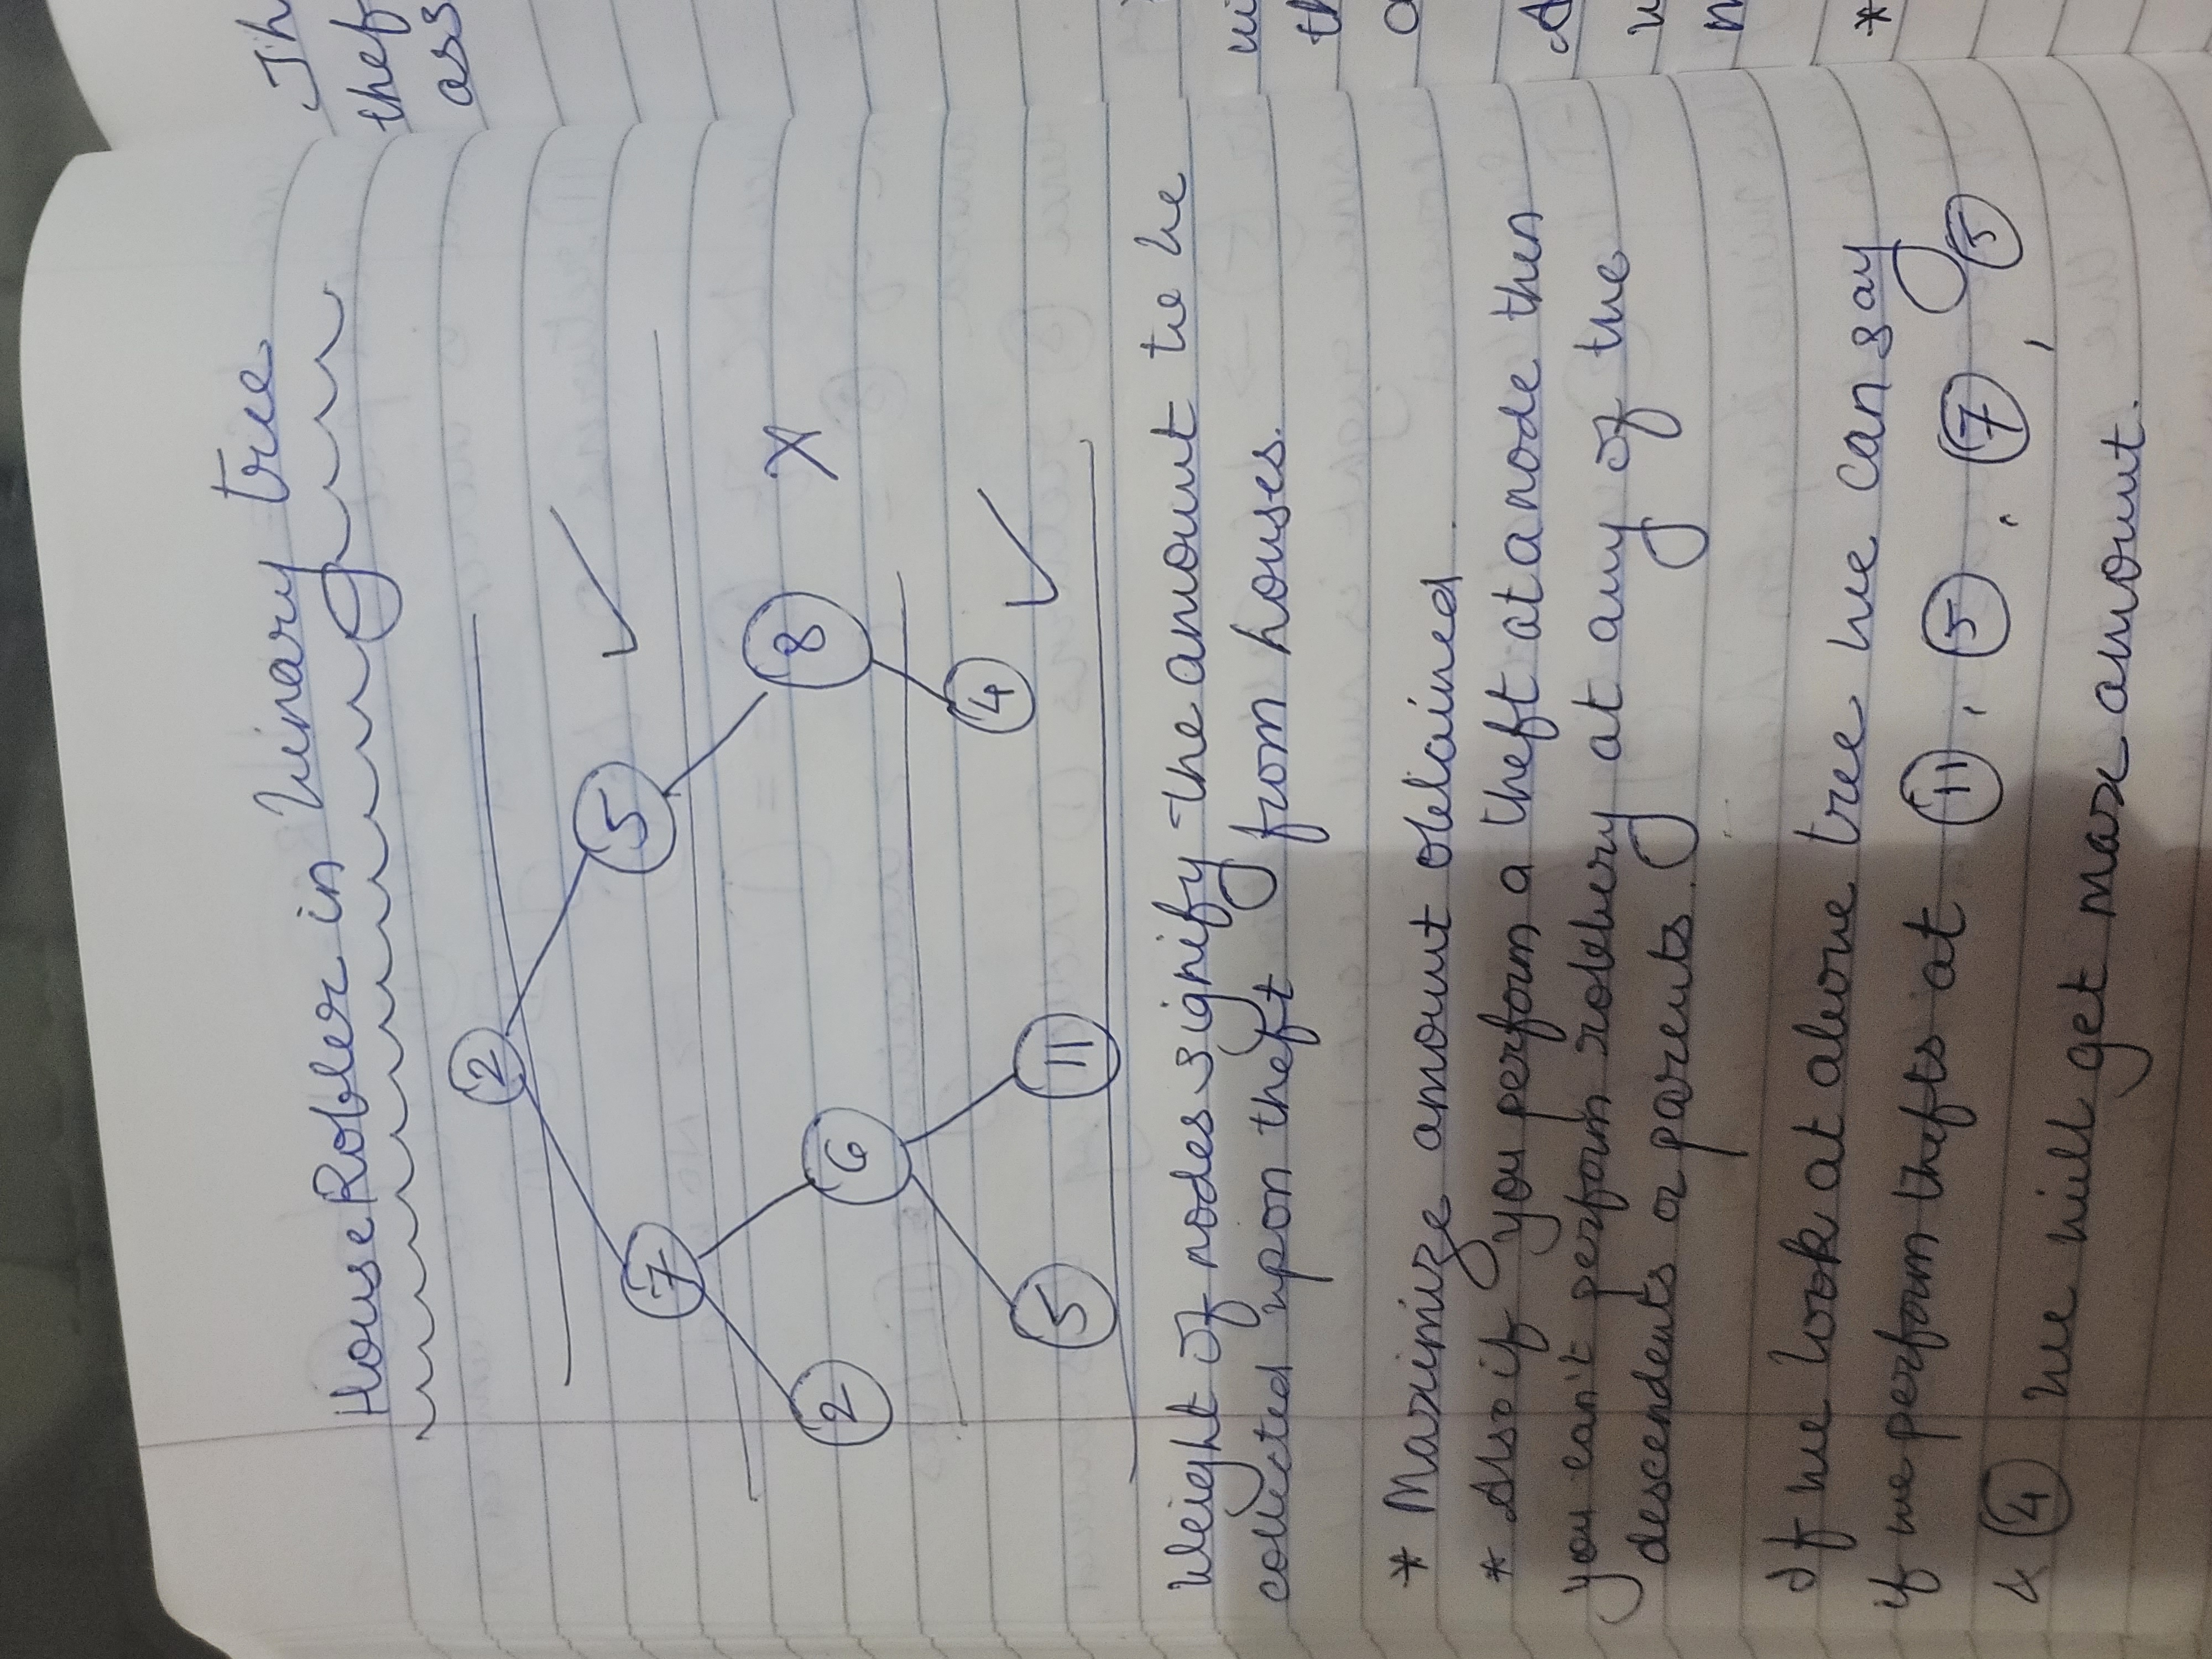 House Robber in binary tree
2
7 5
2 6 8
5 11 4
Weight of nodes signify the amount to be
collected upon theft from houses.
* Maximize amount obtained.
* Also if you perform a theft at a node then
you can't perform robbery at any of the
descendents or parents.
If we look at above tree we can say
if we perform thefts at 11, 5, 7, 5
& 4 we will get max amount.
Th
thef
ass
wi
th
a
A
w
m
*